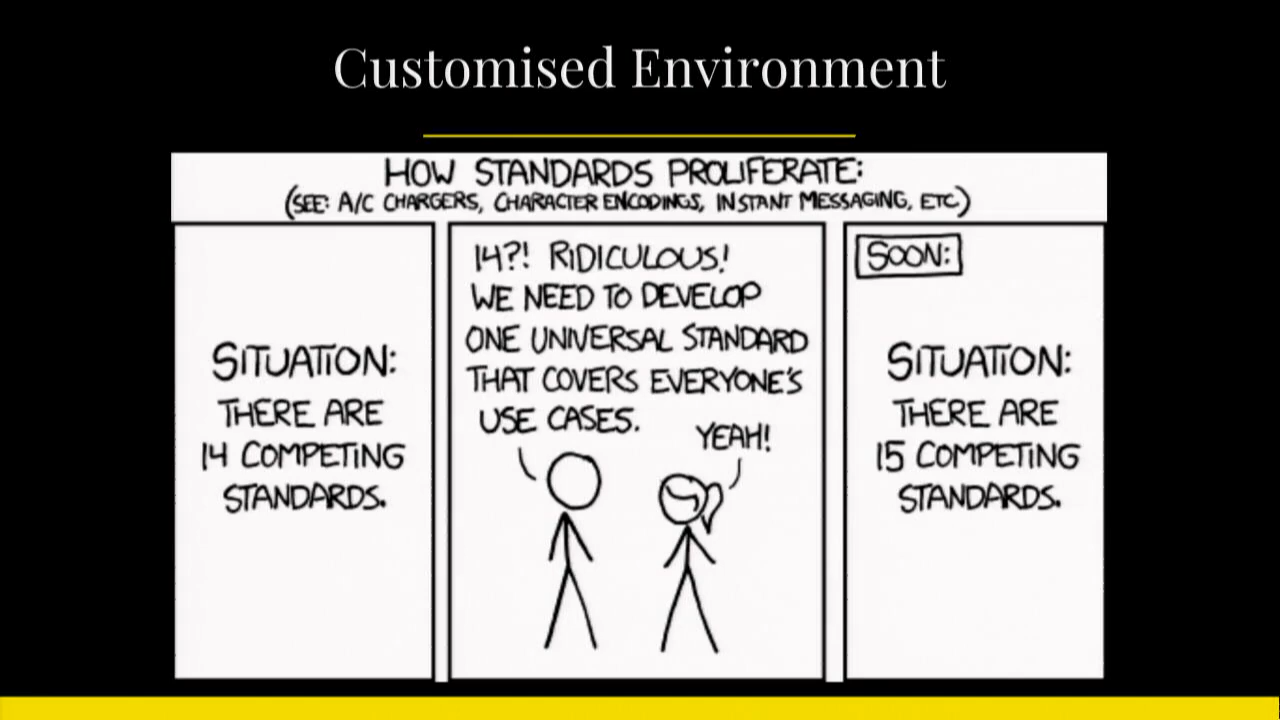 Customised Environment
HOW STANDARDS PROLIFERATE:
(SEE: A/C CHARGERS, CHARACTER ENCODINGS, INSTANT MESSAGING, ETC.)
SITUATION:
THERE ARE
14 COMPETING
STANDARDS.
14?! RIDICULOUS!
WE NEED TO DEVELOP
ONE UNIVERSAL STANDARD
THAT COVERS EVERYONE'S
USE CASES.
YEAH!
SOON:
SITUATION:
THERE ARE
15 COMPETING
STANDARDS.